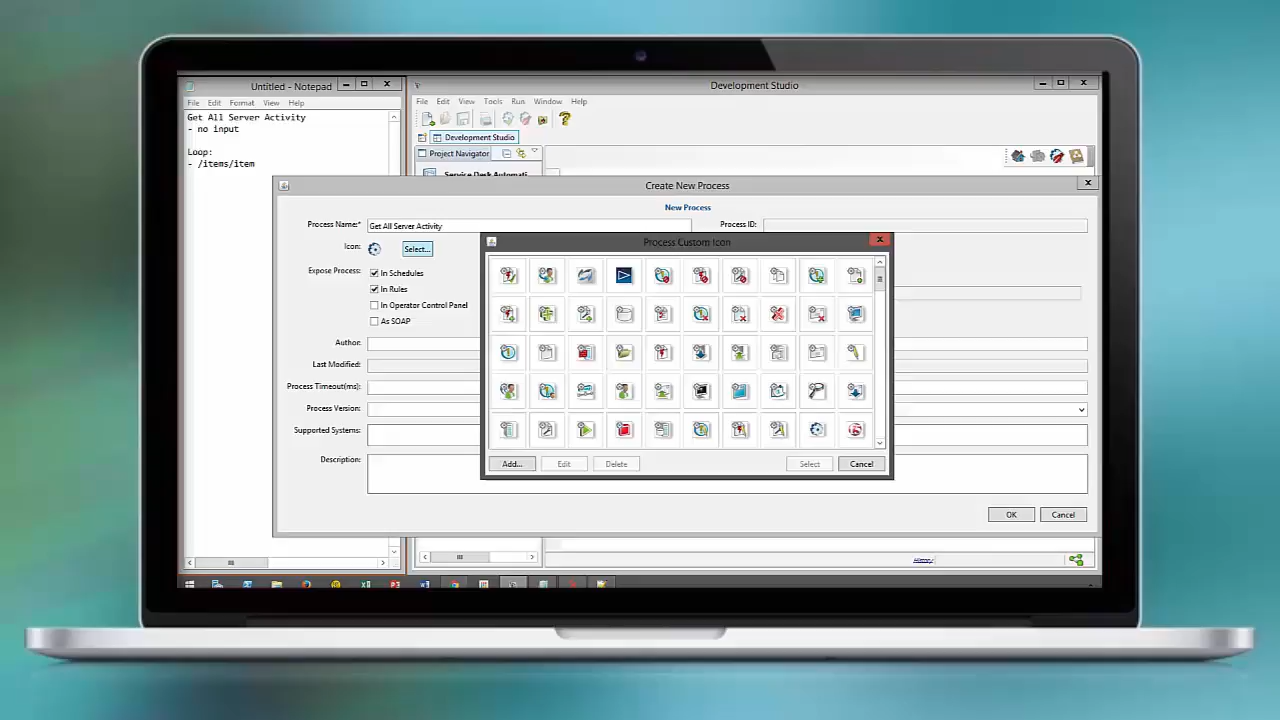 Untitled - Notepad
File Edit Format View Help
Get All Server Activity
- no input
Loop:
- /items/item
Development Studio
File Edit View Tools Run Window Help
Development Studio
Project Navigator
Service Desk Automati
Create New Process
New Process
Process Name:* Get All Server Activity
Process ID:
Icon: Select...
Expose Process: In Schedules
In Rules
In Operator Control Panel
As SOAP
Author:
Last Modified:
Process Timeout(ms):
Process Version:
Supported Systems:
Description:
OK Cancel
Process Custom Icon
Add... Edit Delete Select Cancel
History